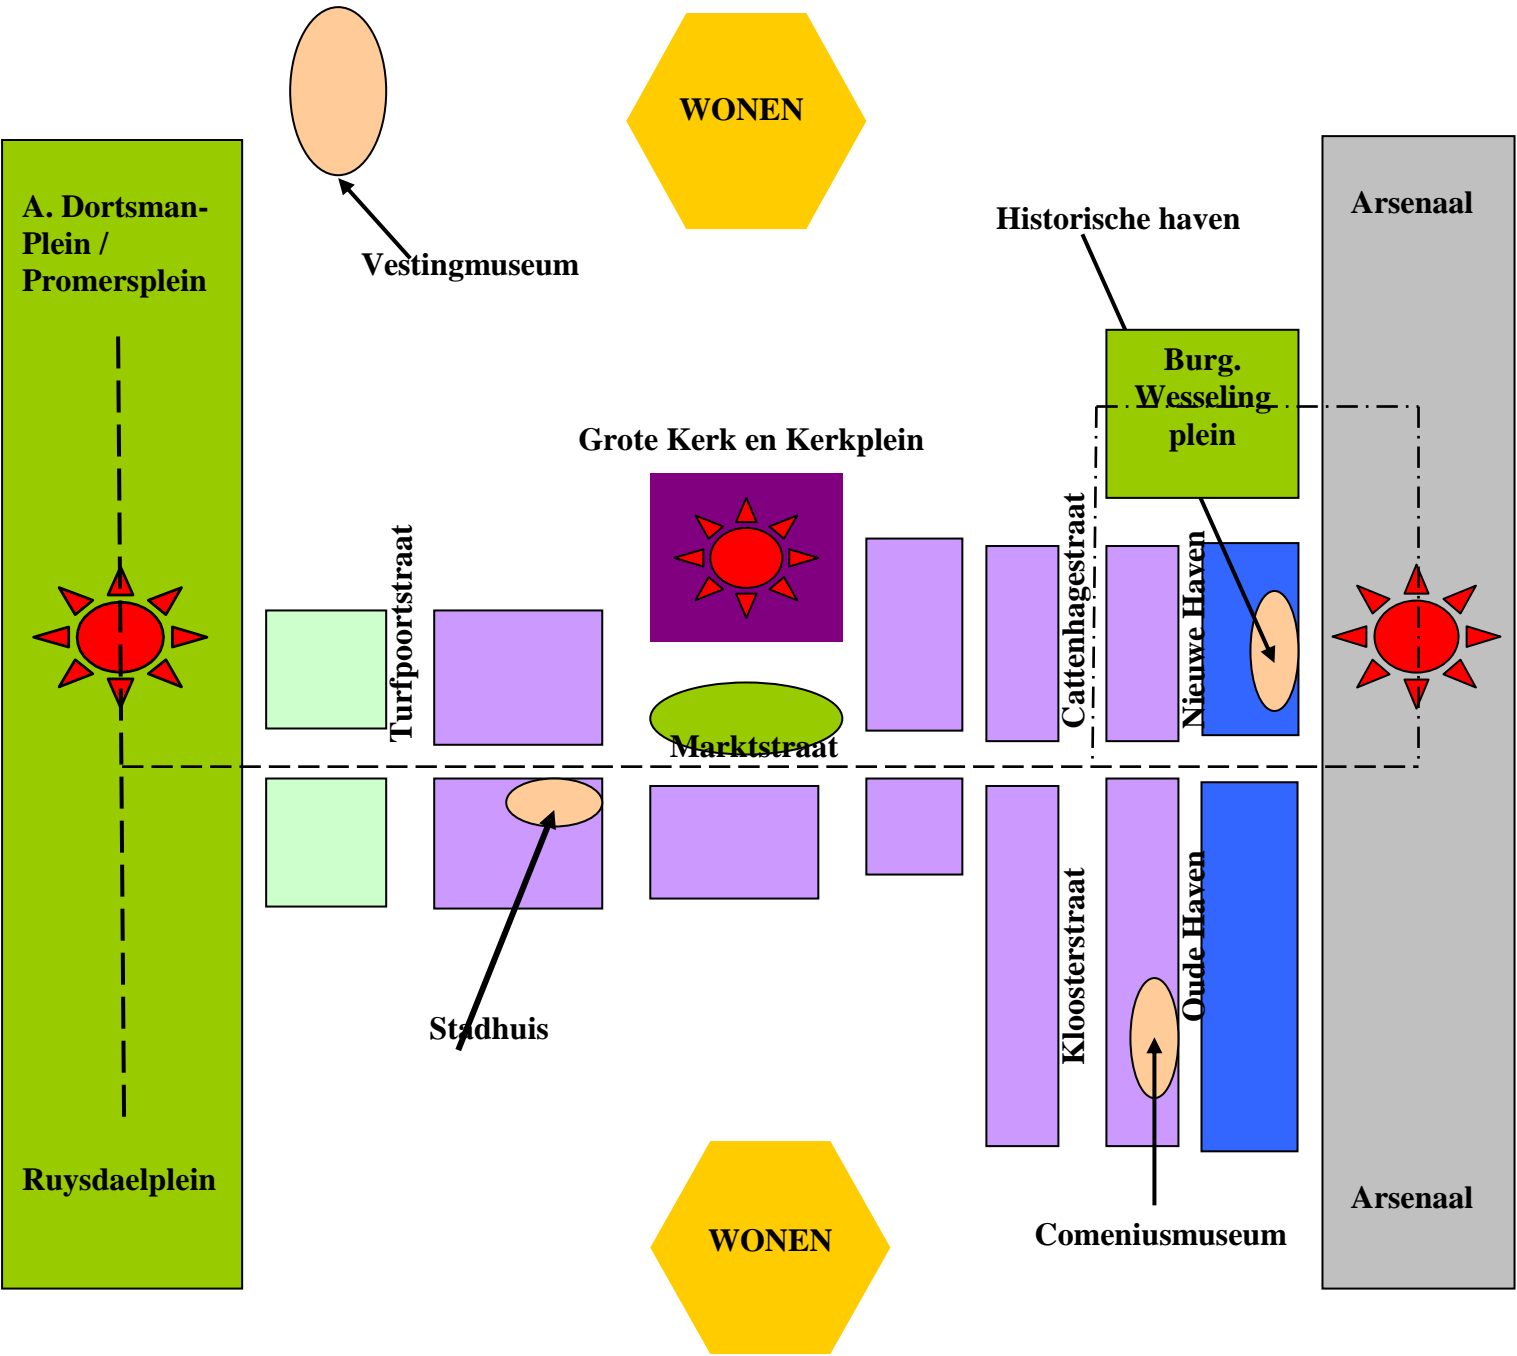 WONEN
A. Dortsman-
Plein /
Promersplein
Arsenaal
Historische haven
Vestingmuseum
Burg.
Wesseling
plein
Grote Kerk en Kerkplein
Turfpoortstraat
Cattenhagestraat
Nieuwe Haven
Marktstraat
Kloosterstraat
Oude Haven
Stadhuis
Ruysdaelplein
Arsenaal
Comeniusmuseum
WONEN